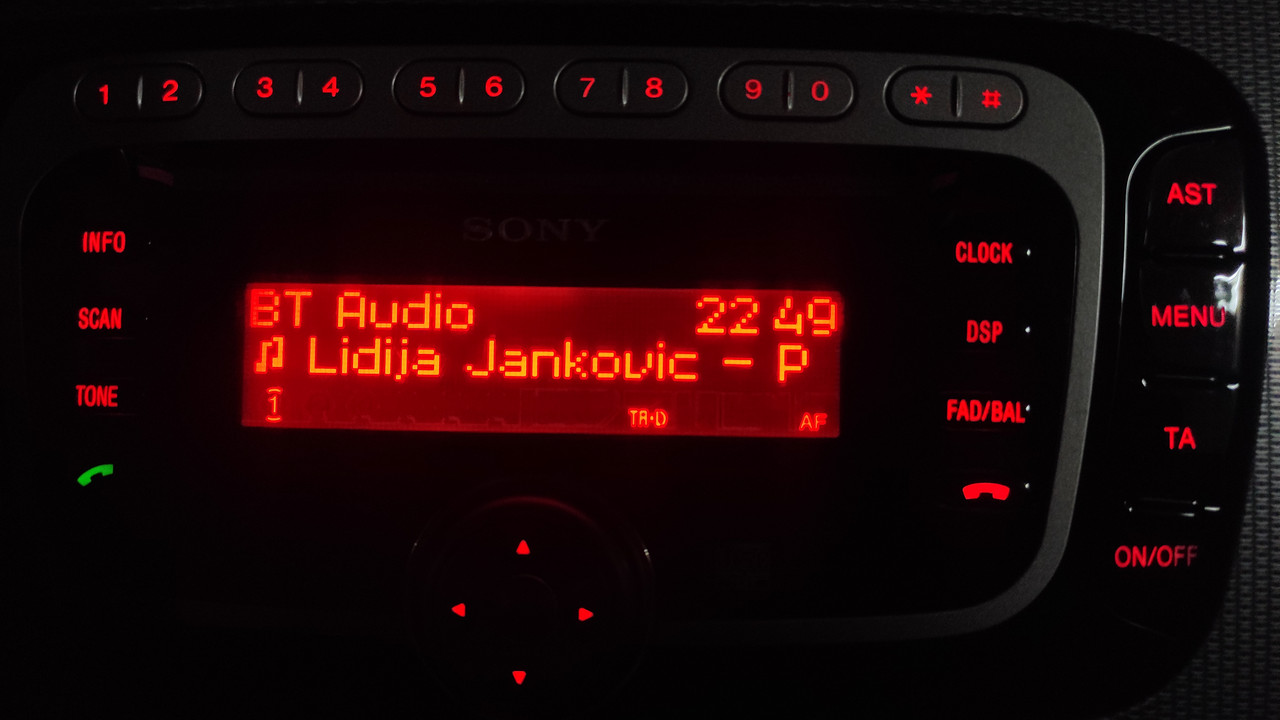 1 2 3 4 5 6 7 8 9 0 * #
SONY
INFO
SCAN
TONE
BT Audio 22 49
Lidija Jankovic - P
1 TA·D AF
CLOCK
DSP
FAD/BAL
AST
MENU
TA
ON/OFF